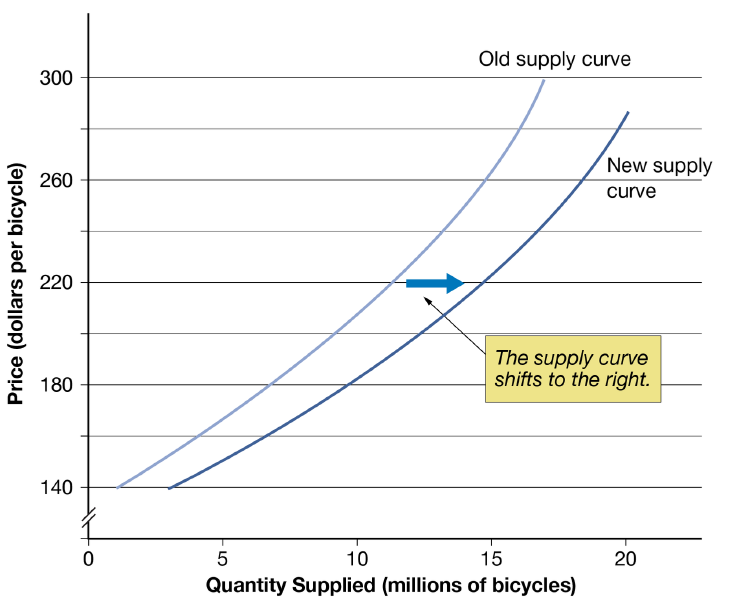 Old supply curve
300
New supply
curve
260
220
The supply curve
shifts to the right.
180
140
0
5
10
15
20
Price (dollars per bicycle)
Quantity Supplied (millions of bicycles)